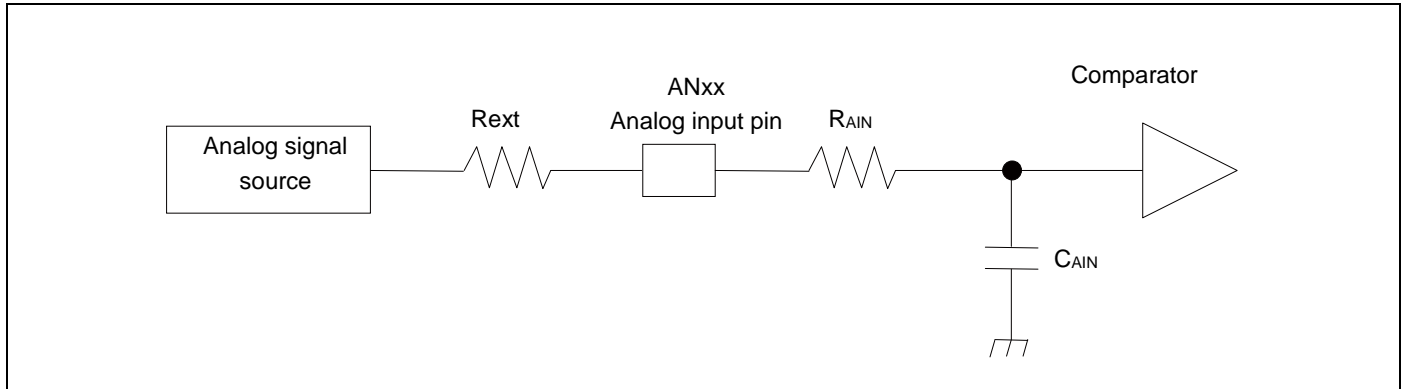 Comparator
ANxx
Analog input pin
Rext
RAIN
Analog signal
source
CAIN